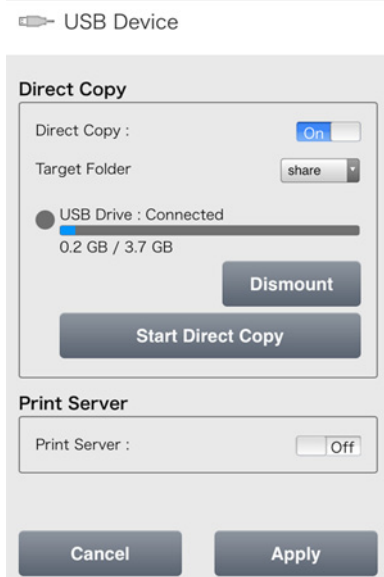 USB Device
Direct Copy
Direct Copy : On
Target Folder share
USB Drive : Connected
0.2 GB / 3.7 GB
Dismount
Start Direct Copy
Print Server
Print Server : Off
Cancel Apply